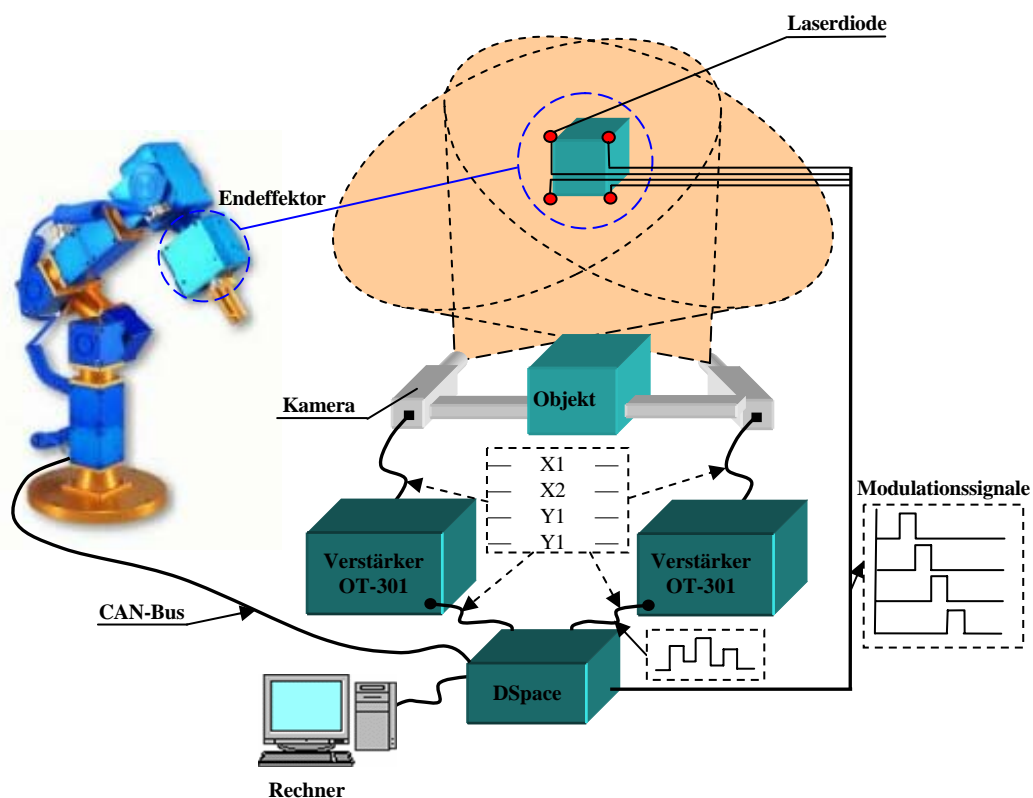 Laserdiode
Endeffektor
Kamera
Objekt
X1
X2
Y1
Y1
Modulationssignale
Verstärker
OT-301
Verstärker
OT-301
CAN-Bus
DSpace
Rechner